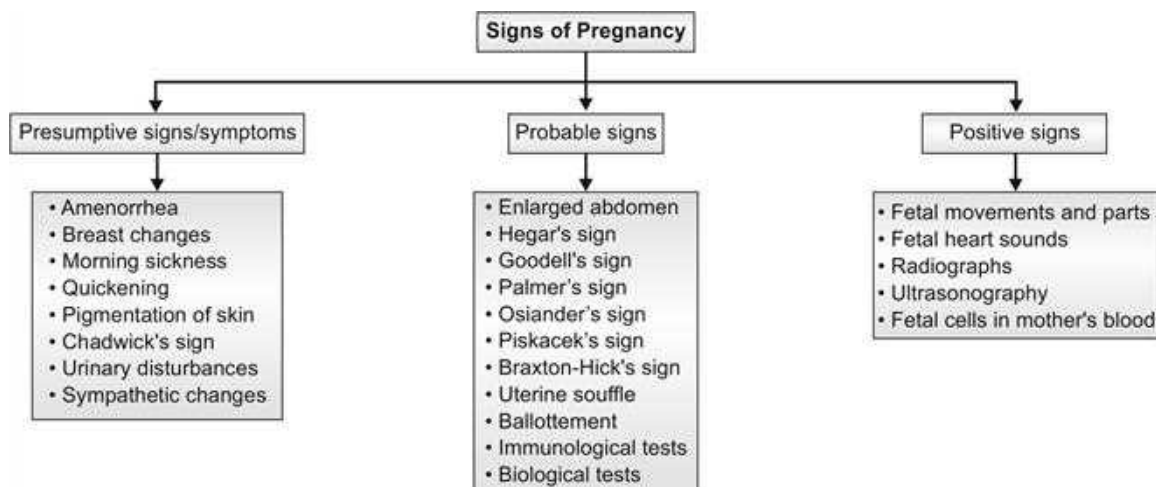 Signs of Pregnancy
Presumptive signs/symptoms
• Amenorrhea
• Breast changes
• Morning sickness
• Quickening
• Pigmentation of skin
• Chadwick's sign
• Urinary disturbances
• Sympathetic changes
Probable signs
• Enlarged abdomen
• Hegar's sign
• Goodell's sign
• Palmer's sign
• Osiander's sign
• Piskacek's sign
• Braxton-Hick's sign
• Uterine souffle
• Ballottement
• Immunological tests
• Biological tests
Positive signs
• Fetal movements and parts
• Fetal heart sounds
• Radiographs
• Ultrasonography
• Fetal cells in mother's blood